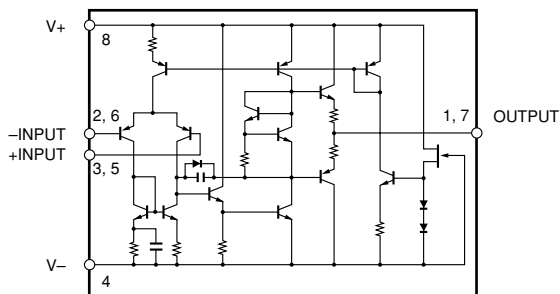 V+
8
2, 6
–INPUT
+INPUT
3, 5
1, 7
OUTPUT
V–
4